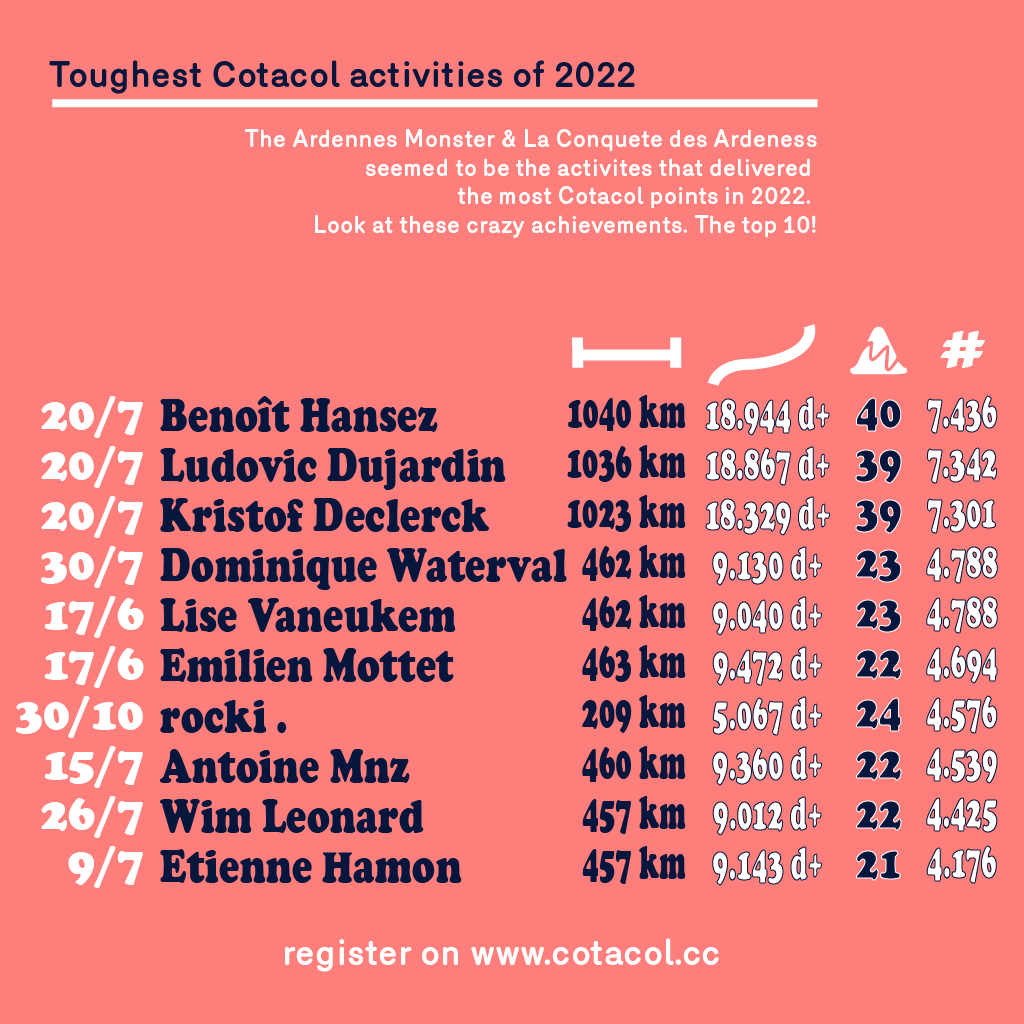 Toughest Cotacol activities of 2022
The Ardennes Monster & La Conquete des Ardeness
seemed to be the activites that delivered
the most Cotacol points in 2022.
Look at these crazy achievements. The top 10!
#
20/7 Benoît Hansez 1040 km 18.944 d+ 40 7.436
20/7 Ludovic Dujardin 1036 km 18.867 d+ 39 7.342
20/7 Kristof Declerck 1023 km 18.329 d+ 39 7.301
30/7 Dominique Waterval 462 km 9.130 d+ 23 4.788
17/6 Lise Vaneukem 462 km 9.040 d+ 23 4.788
17/6 Emilien Mottet 463 km 9.472 d+ 22 4.694
30/10 rocki . 209 km 5.067 d+ 24 4.576
15/7 Antoine Mnz 460 km 9.360 d+ 22 4.539
26/7 Wim Leonard 457 km 9.012 d+ 22 4.425
9/7 Etienne Hamon 457 km 9.143 d+ 21 4.176
register on www.cotacol.cc